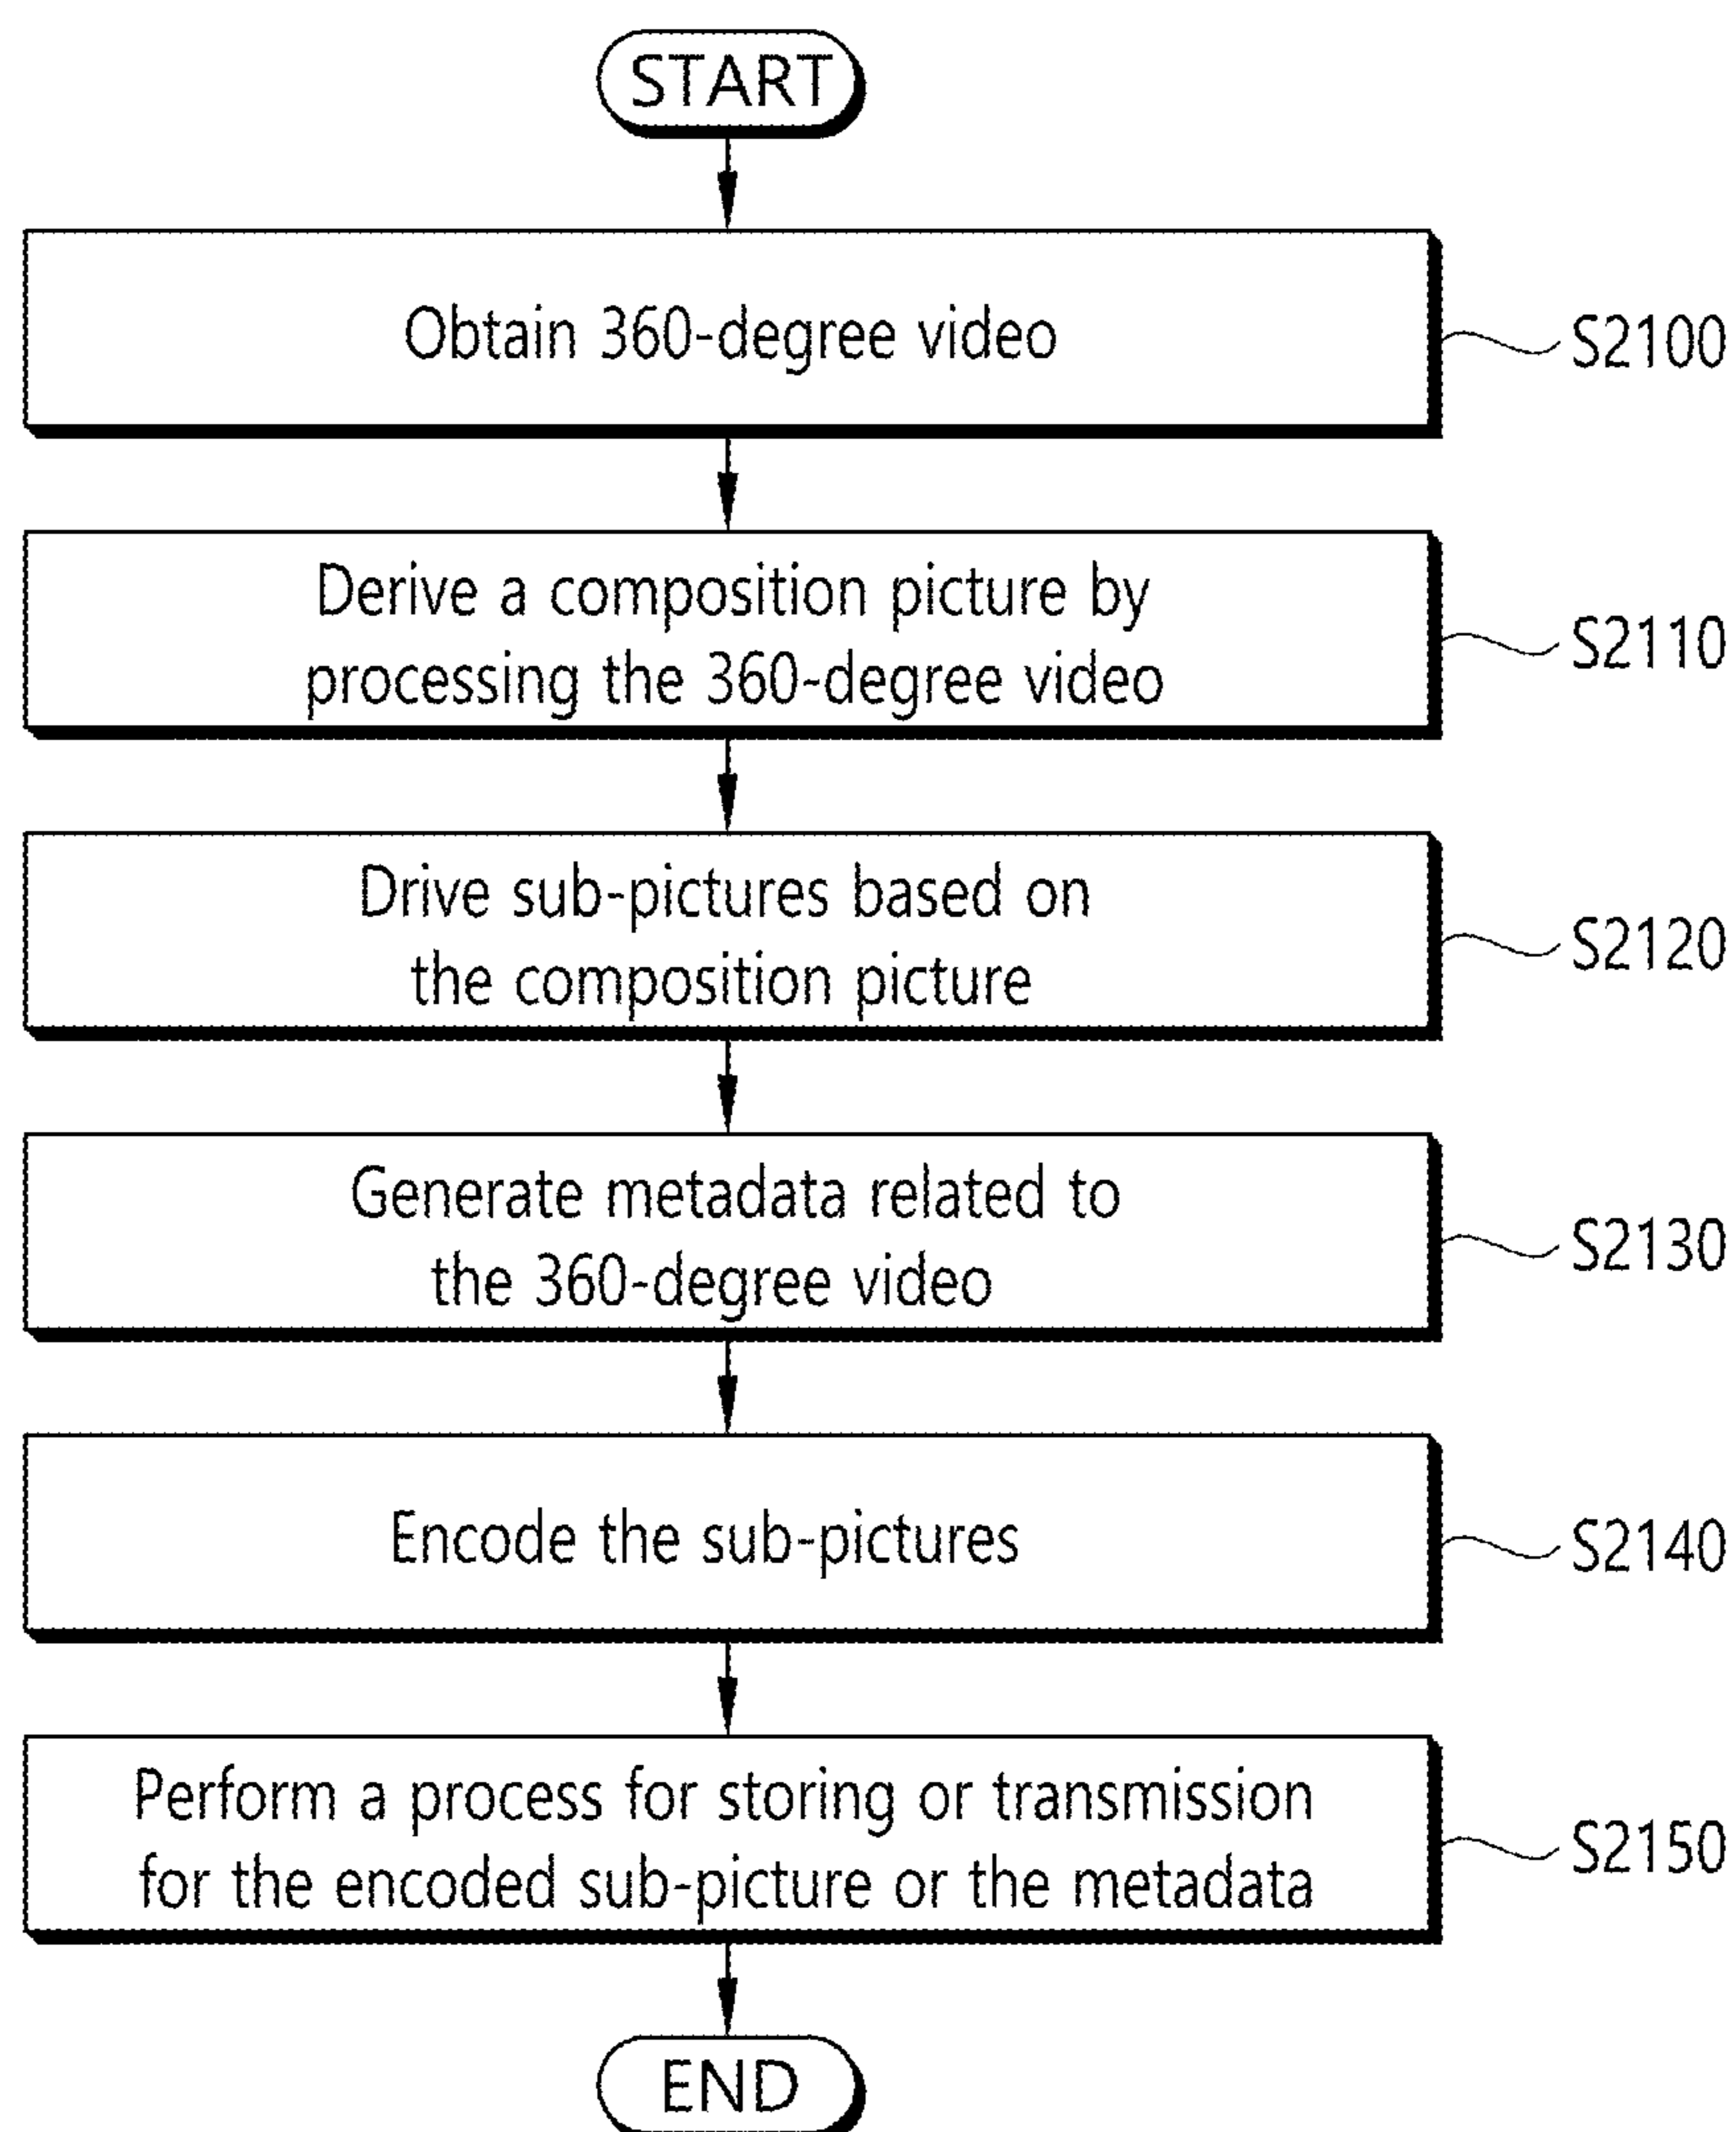 START
Obtain 360-degree video
S2100
Derive a composition picture by
processing the 360-degree video
S2110
Drive sub-pictures based on
the composition picture
S2120
Generate metadata related to
the 360-degree video
S2130
Encode the sub-pictures
S2140
Perform a process for storing or transmission
for the encoded sub-picture or the metadata
S2150
END